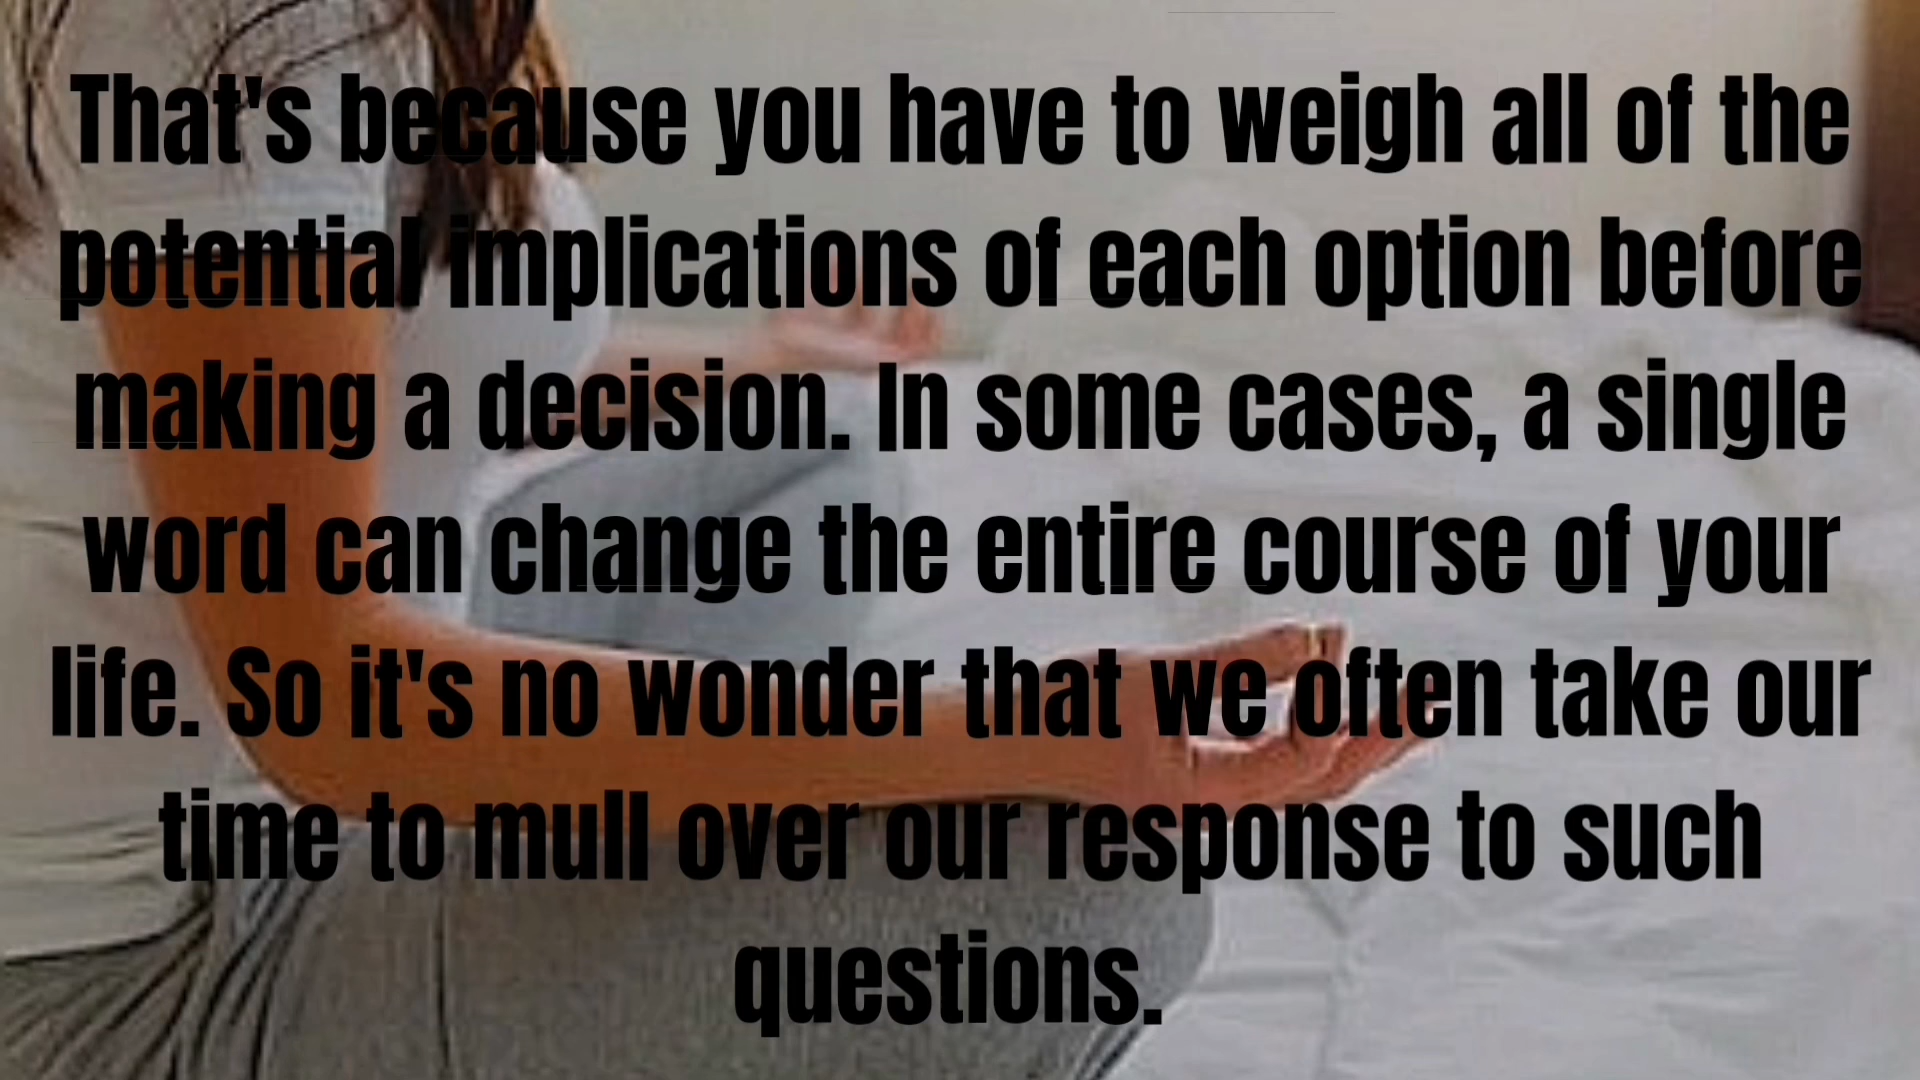 That's because you have to weigh all of the
potential implications of each option before
making a decision. In some cases, a single
word can change the entire course of your
life. So it's no wonder that we often take our
time to mull over our response to such
questions.